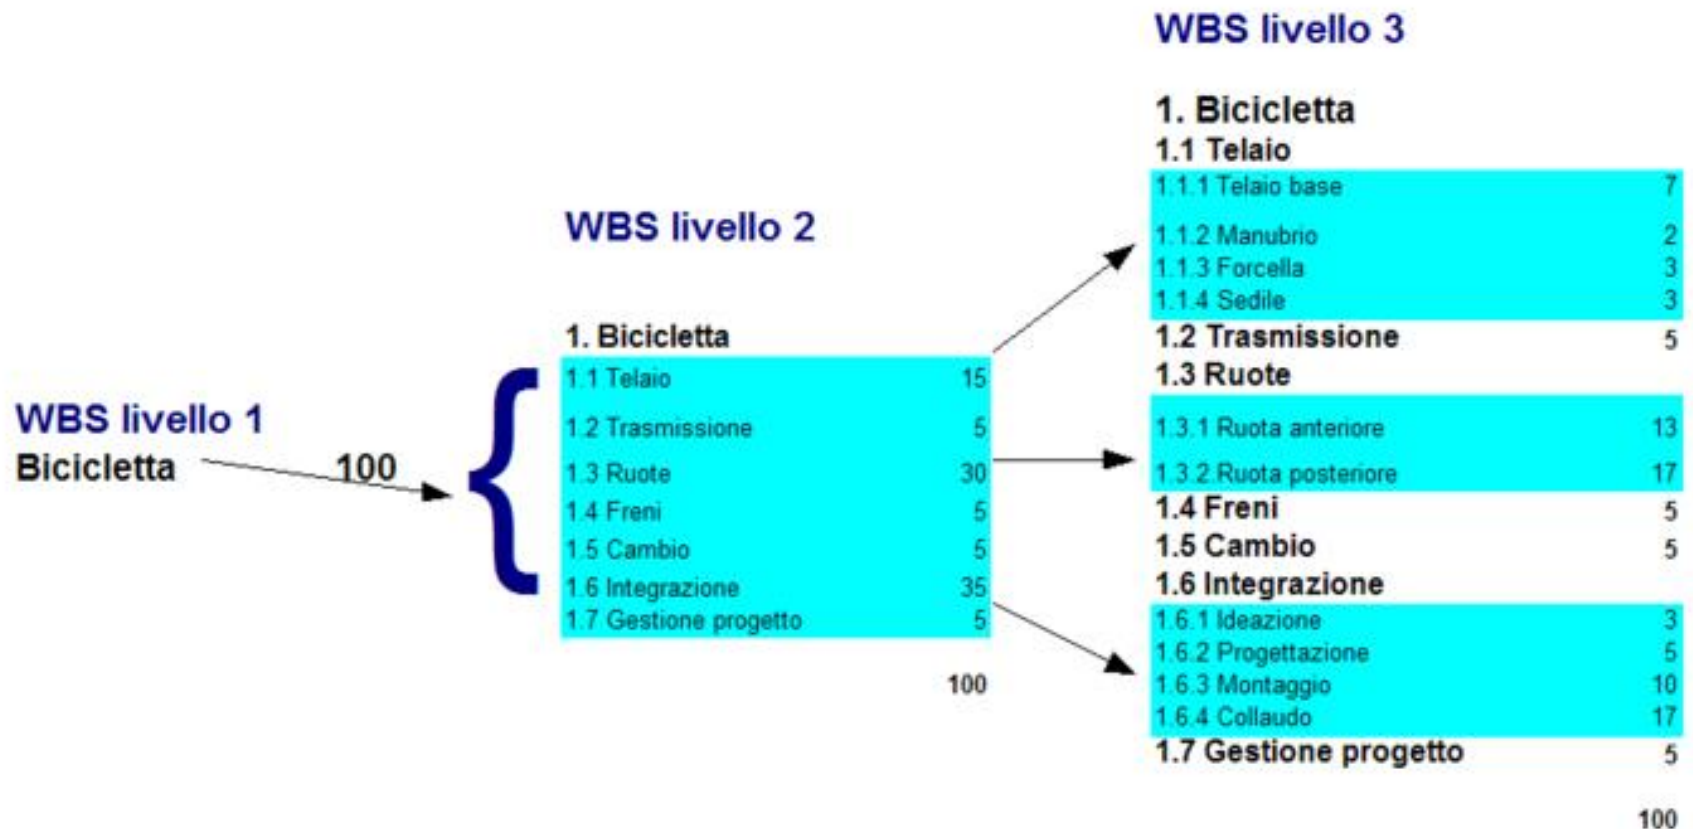 WBS livello 1
Bicicletta 100
WBS livello 2
1. Bicicletta
1.1 Telaio 15
1.2 Trasmissione 5
1.3 Ruote 30
1.4 Freni 5
1.5 Cambio 5
1.6 Integrazione 35
1.7 Gestione progetto 5
100
WBS livello 3
1. Bicicletta
1.1 Telaio
1.1.1 Telaio base 7
1.1.2 Manubrio 2
1.1.3 Forcella 3
1.1.4 Sedile 3
1.2 Trasmissione 5
1.3 Ruote
1.3.1 Ruota anteriore 13
1.3.2.Ruota posteriore 17
1.4 Freni 5
1.5 Cambio 5
1.6 Integrazione
1.6.1 Ideazione 3
1.6.2 Progettazione 5
1.6.3 Montaggio 10
1.6.4 Collaudo 17
1.7 Gestione progetto 5
100